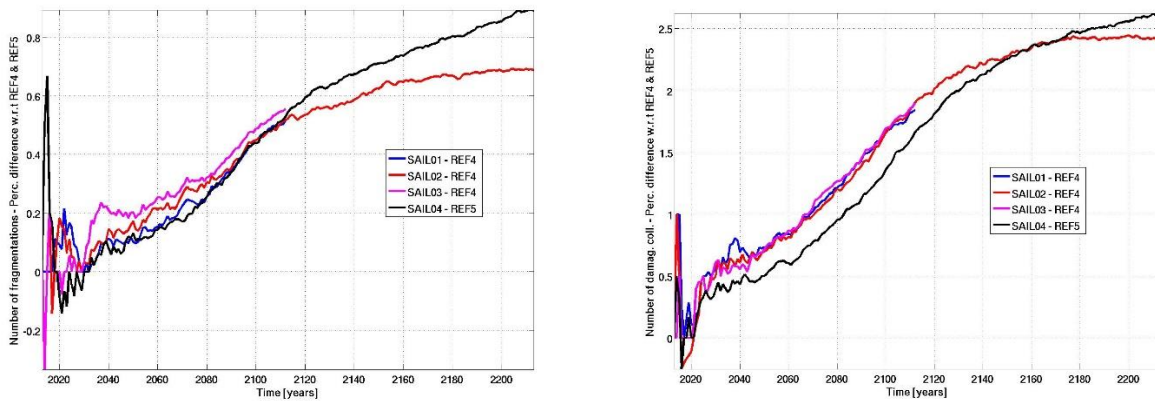 Number of fragmentations - Perc. difference w.r.t REF4 & REF5
0.8
0.6
0.4
0.2
0
-0.2
SAIL01 - REF4
SAIL02 - REF4
SAIL03 - REF4
SAIL04 - REF5
2020 2040 2060 2080 2100 2120 2140 2160 2180 2200
Time [years]
Number of damag. coll. - Perc. difference w.r.t REF4 & REF5
2.5
2
1.5
1
0.5
0
SAIL01 - REF4
SAIL02 - REF4
SAIL03 - REF4
SAIL04 - REF5
2020 2040 2060 2080 2100 2120 2140 2160 2180 2200
Time [years]